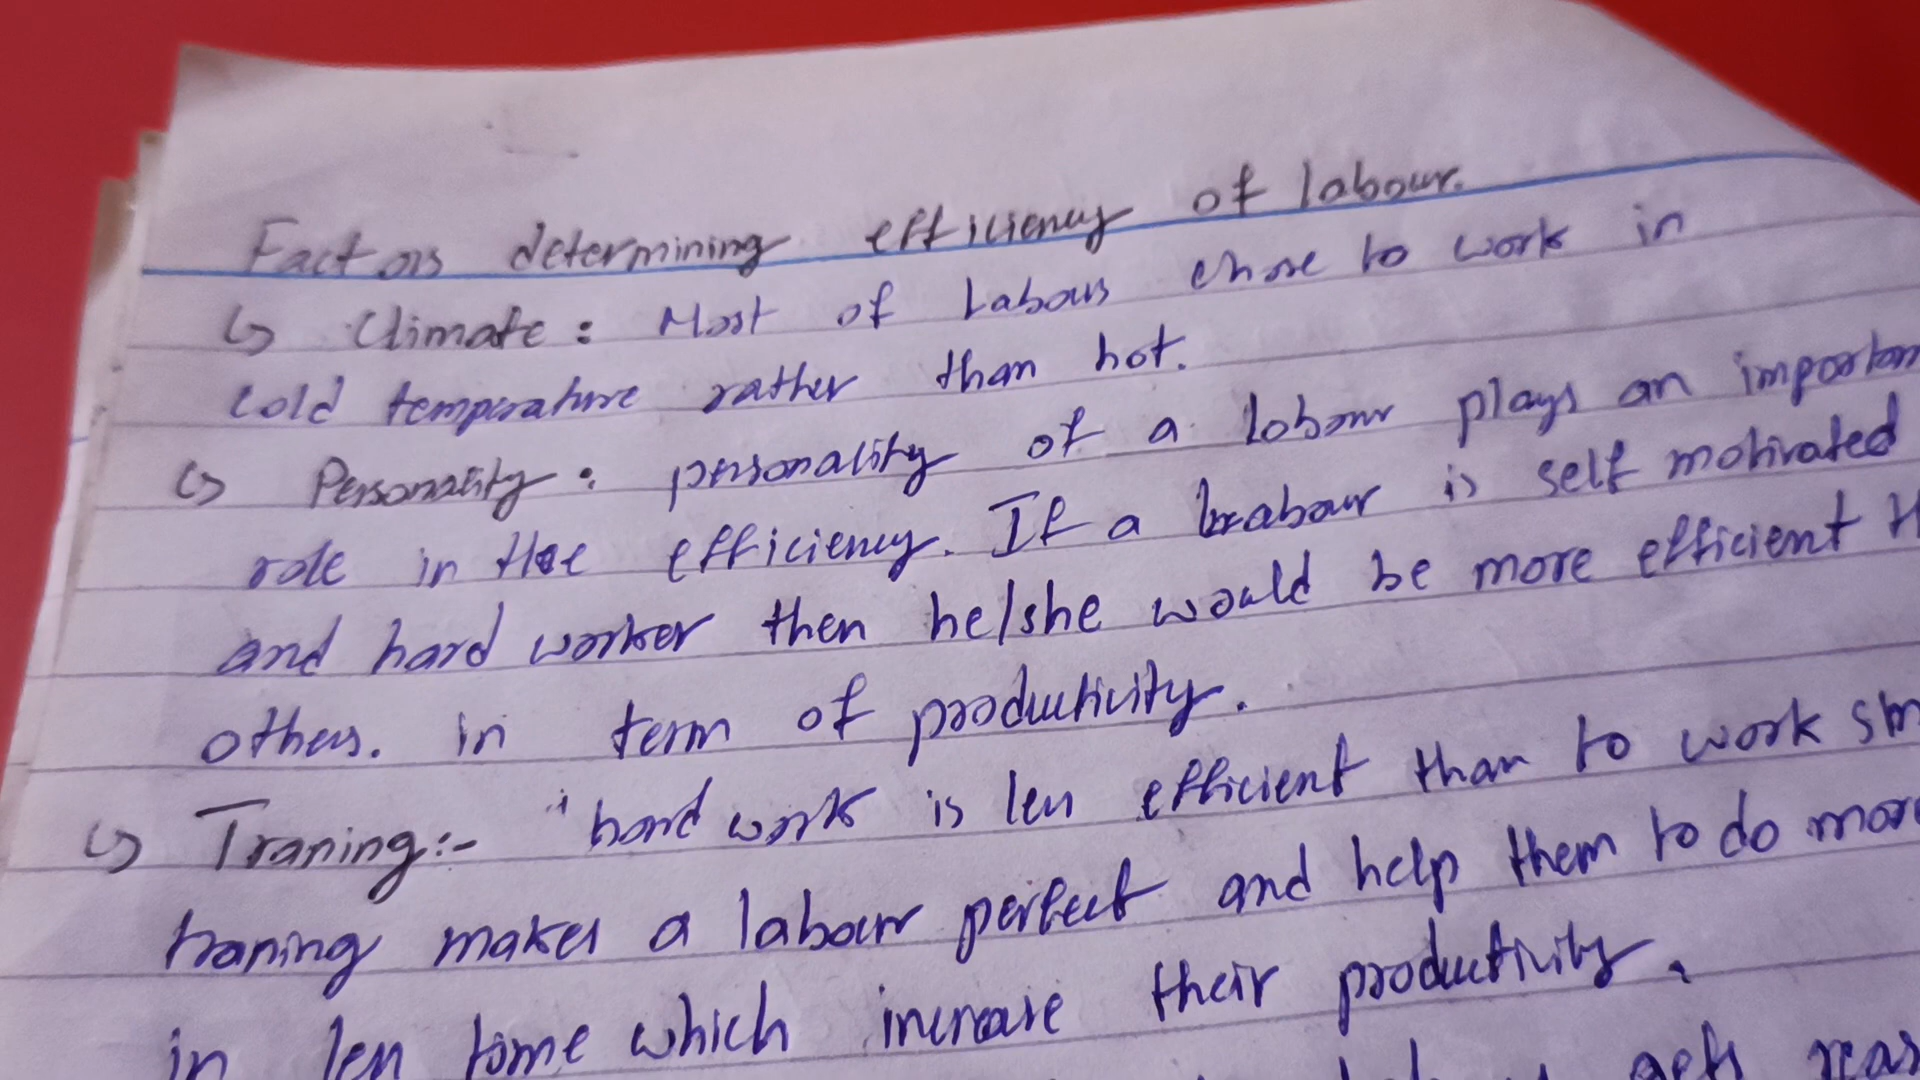 Factors determining efficiency of labour.
↳ Climate : Most of Labours chose to work in
cold temperature rather than hot.
↳ Personality : personality of a labour plays an importan
role in the efficiency. If a labour is self motivated
and hard worker then he/she would be more efficient th
others. in term of productivity.
↳ Traning :- "hard work is less efficient than to work sm
traning makes a labour perfect and help them to do more
in less time which increase their productivity.
gets